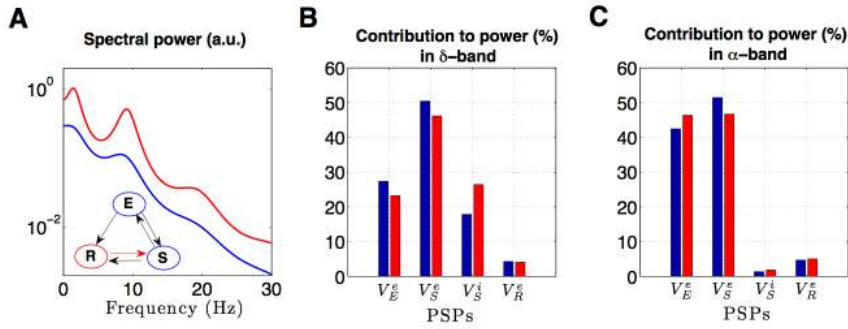 A
Spectral power (a.u.)
10^0
10^-2
E
R
S
0 10 20 30
Frequency (Hz)
B
Contribution to power (%)
in δ-band
60
50
40
30
20
10
0
V_E^e V_S^e V_S^i V_R^e
PSPs
C
Contribution to power (%)
in α-band
60
50
40
30
20
10
0
V_E^e V_S^e V_S^i V_R^e
PSPs